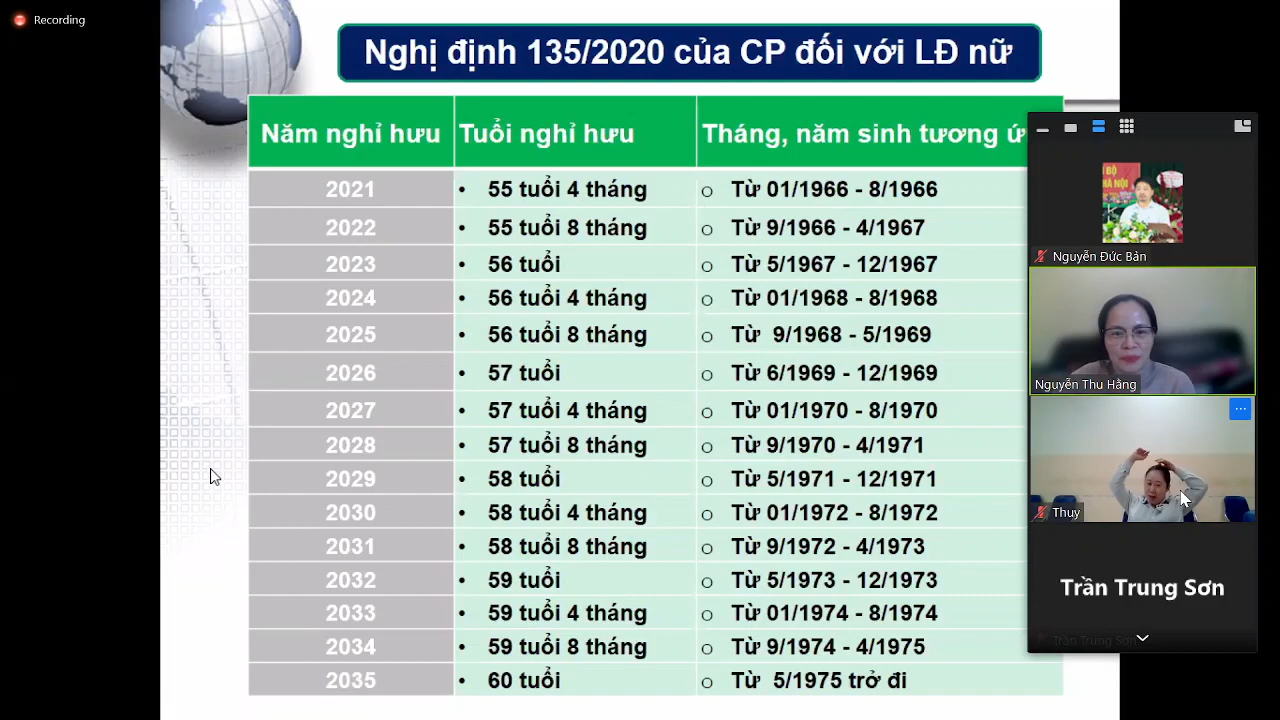 Recording
Nghị định 135/2020 của CP đối với LĐ nữ
Năm nghỉ hưu Tuổi nghỉ hưu Tháng, năm sinh tương ứ
2021 • 55 tuổi 4 tháng o Từ 01/1966 - 8/1966
2022 • 55 tuổi 8 tháng o Từ 9/1966 - 4/1967
2023 • 56 tuổi o Từ 5/1967 - 12/1967
2024 • 56 tuổi 4 tháng o Từ 01/1968 - 8/1968
2025 • 56 tuổi 8 tháng o Từ 9/1968 - 5/1969
2026 • 57 tuổi o Từ 6/1969 - 12/1969
2027 • 57 tuổi 4 tháng o Từ 01/1970 - 8/1970
2028 • 57 tuổi 8 tháng o Từ 9/1970 - 4/1971
2029 • 58 tuổi o Từ 5/1971 - 12/1971
2030 • 58 tuổi 4 tháng o Từ 01/1972 - 8/1972
2031 • 58 tuổi 8 tháng o Từ 9/1972 - 4/1973
2032 • 59 tuổi o Từ 5/1973 - 12/1973
2033 • 59 tuổi 4 tháng o Từ 01/1974 - 8/1974
2034 • 59 tuổi 8 tháng o Từ 9/1974 - 4/1975
2035 • 60 tuổi o Từ 5/1975 trở đi
BỘ
HÀ NỘI
Nguyễn Đức Bản
Nguyễn Thu Hằng
Thụy
Trần Trung Sơn
Trần Trung Sơn